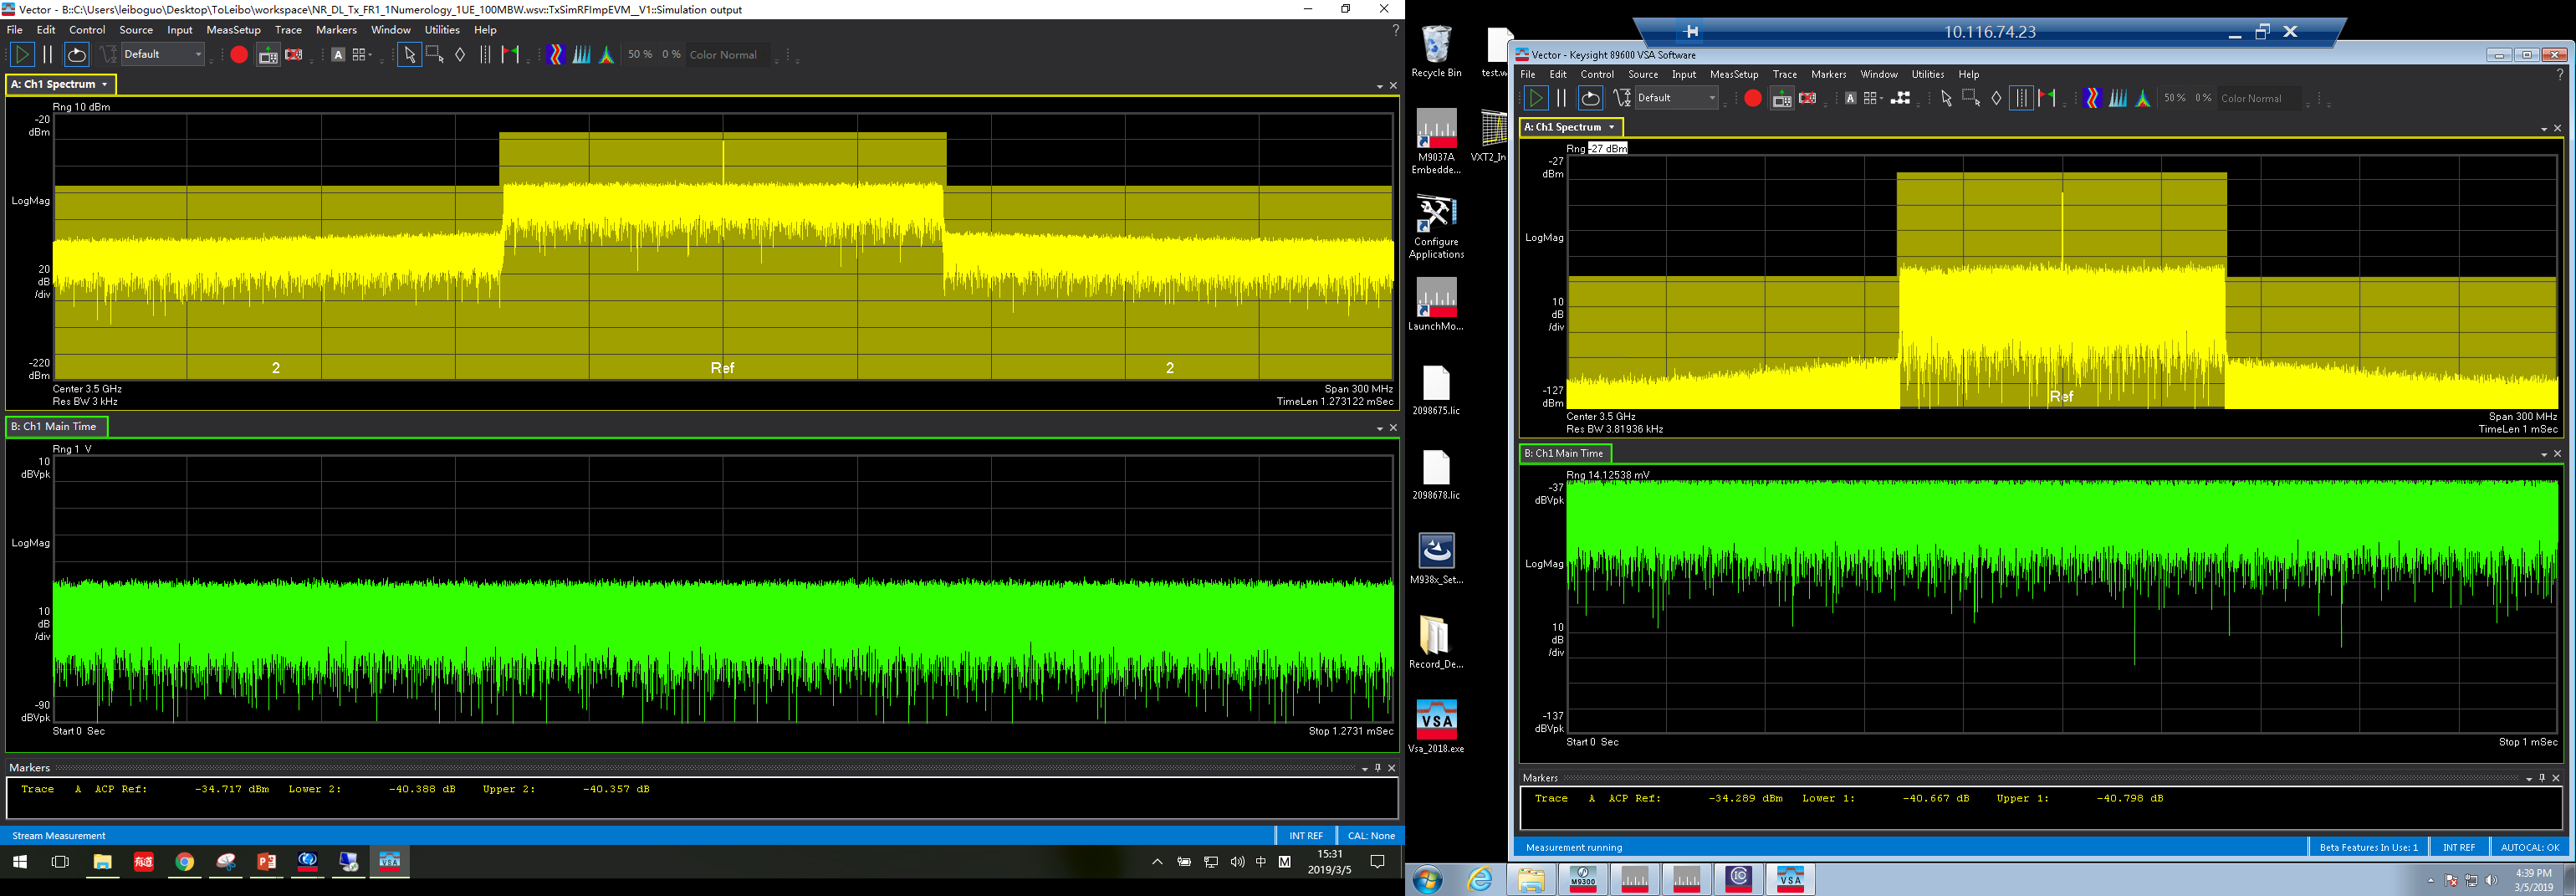 Vector - B::C:\Users\leiboguo\Desktop\ToLeibo\workspace\NR_DL_Tx_FR1_1Numerology_1UE_100MBW.wsv::TxSimRFImpEVM__V1::Simulation output
File Edit Control Source Input MeasSetup Trace Markers Window Utilities Help
Default
A
50 % 0 % Color Normal
A: Ch1 Spectrum
Rng 10 dBm
-20
dBm
LogMag
20
dB
/div
-220
dBm
2 Ref 2
Center 3.5 GHz Span 300 MHz
Res BW 3 kHz TimeLen 1.273122 mSec
B: Ch1 Main Time
Rng 1 V
10
dBVpk
LogMag
10
dB
/div
-90
dBVpk
Start 0 Sec Stop 1.2731 mSec
Markers
Trace A ACP Ref: -34.717 dBm Lower 2: -40.388 dB Upper 2: -40.357 dB
Stream Measurement INT REF CAL: None
有道
VSA
中 M
15:31
2019/3/5
Recycle Bin
test.w
M9037A
Embedde...
VXT2_In
Configure
Applications
LaunchMo...
2098675.lic
2098678.lic
M938x_Set...
Record_De...
VSA
Vsa_2018.exe
10.116.74.23
Vector - Keysight 89600 VSA Software
File Edit Control Source Input MeasSetup Trace Markers Window Utilities Help
Default
A
50 % 0 % Color Normal
A: Ch1 Spectrum
Rng -27 dBm
-27
dBm
LogMag
10
dB
/div
-127
dBm
Ref
Center 3.5 GHz Span 300 MHz
Res BW 3.81936 kHz TimeLen 1 mSec
B: Ch1 Main Time
Rng 14.12538 mV
-37
dBVpk
LogMag
10
dB
/div
-137
dBVpk
Start 0 Sec Stop 1 mSec
Markers
Trace A ACP Ref: -34.289 dBm Lower 1: -40.667 dB Upper 1: -40.798 dB
Measurement running Beta Features In Use: 1 INT REF AUTOCAL: OK
M9300
VSA
4:39 PM
3/5/2019